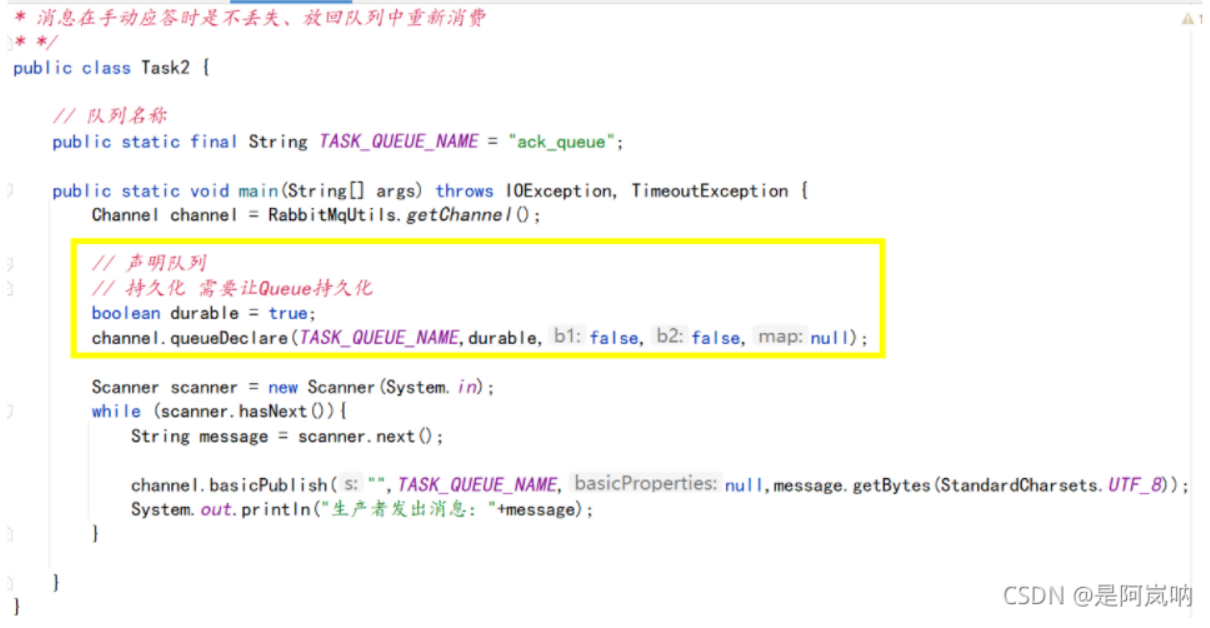 * 消息在手动应答时是不丢失、放回队列中重新消费
* */
public class Task2 {
// 队列名称
public static final String TASK_QUEUE_NAME = "ack_queue";
public static void main(String[] args) throws IOException, TimeoutException {
Channel channel = RabbitMqUtils.getChannel();
// 声明队列
// 持久化 需要让Queue持久化
boolean durable = true;
channel.queueDeclare(TASK_QUEUE_NAME,durable, b1: false, b2: false, map: null);
Scanner scanner = new Scanner(System.in);
while (scanner.hasNext()){
String message = scanner.next();
channel.basicPublish( s: "",TASK_QUEUE_NAME, basicProperties: null,message.getBytes(StandardCharsets.UTF_8));
System.out.println("生产者发出消息："+message);
}
}
}
CSDN @是阿岚呐